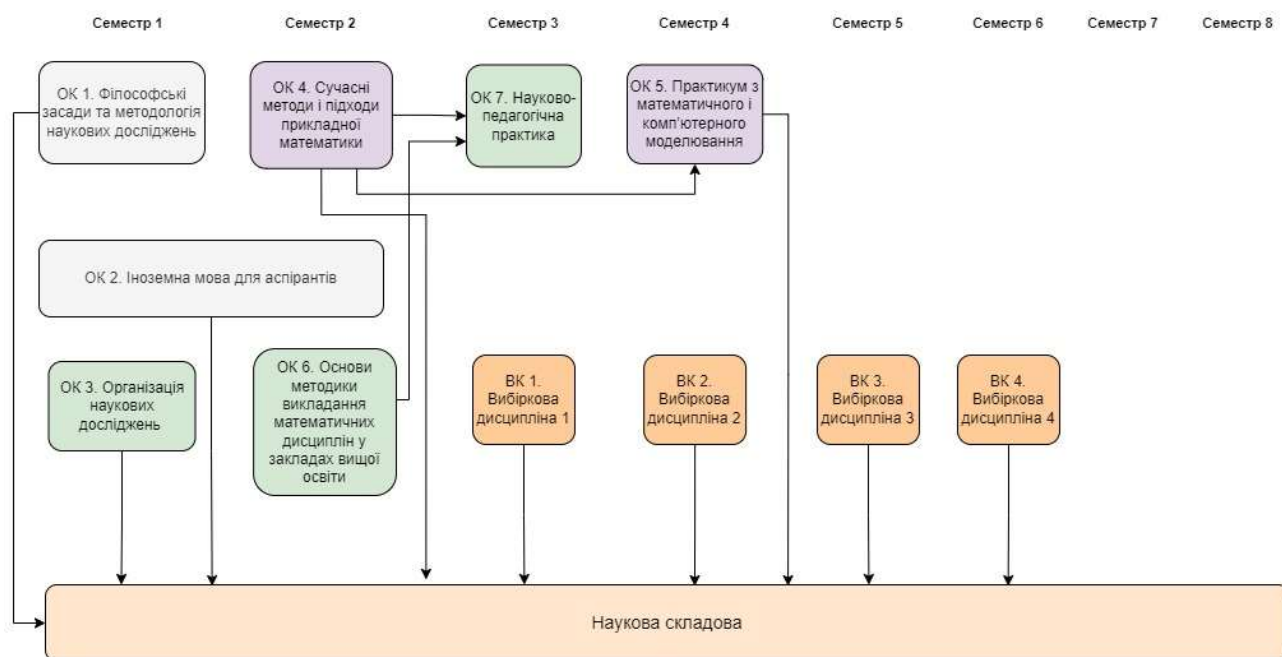 Семестр 1
Семестр 2
Семестр 3
Семестр 4
Семестр 5
Семестр 6
Семестр 7
Семестр 8
ОК 1. Філософські
засади та методологія
наукових досліджень
ОК 4. Сучасні
методи і підходи
прикладної
математики
ОК 7. Науково-
педагогічна
практика
ОК 5. Практикум з
математичного і
комп'ютерного
моделювання
ОК 2. Іноземна мова для аспірантів
ОК 3. Організація
наукових
досліджень
ОК 6. Основи
методики
викладання
математичних
дисциплін у
закладах вищої
освіти
ВК 1.
Вибіркова
дисципліна 1
ВК 2.
Вибіркова
дисципліна 2
ВК 3.
Вибіркова
дисципліна 3
ВК 4.
Вибіркова
дисципліна 4
Наукова складова